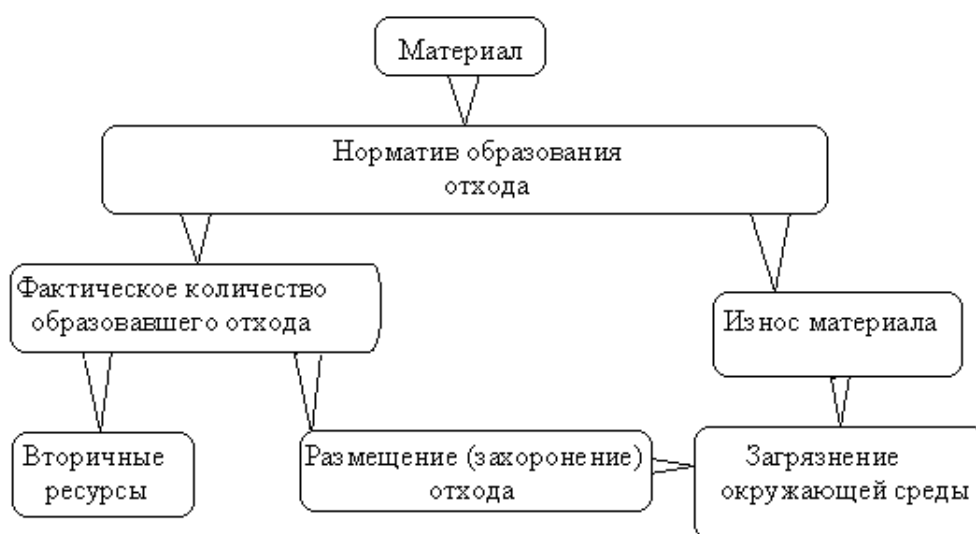 Материал
Норматив образования
отхода
Фактическое количество
образовавшего отхода
Износ материала
Вторичные
ресурсы
Размещение (захоронение)
отхода
Загрязнение
окружающей среды